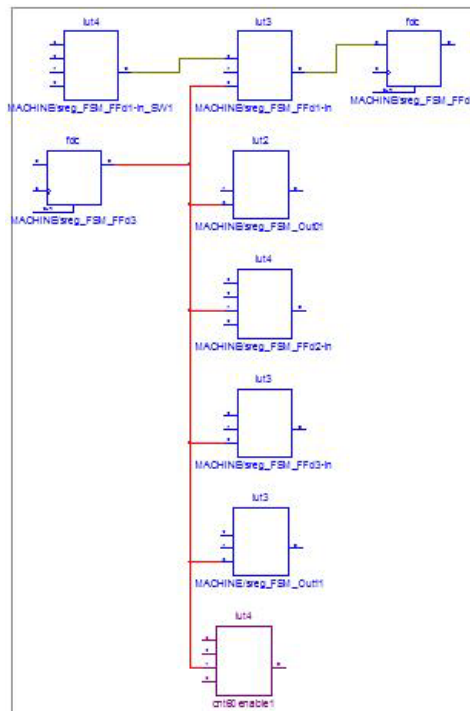 lut4
lut3
fdc
MACHINE/sreg_FSM_FFd1-In_SW1
MACHINE/sreg_FSM_FFd1-In
MACHINE/sreg_FSM_FFd
fdc
lut2
MACHINE/sreg_FSM_FFd3
MACHINE/sreg_FSM_Out01
lut4
MACHINE/sreg_FSM_FFd2-In
lut3
MACHINE/sreg_FSM_FFd3-In
lut3
MACHINE/sreg_FSM_Out11
lut4
cnt60enable1